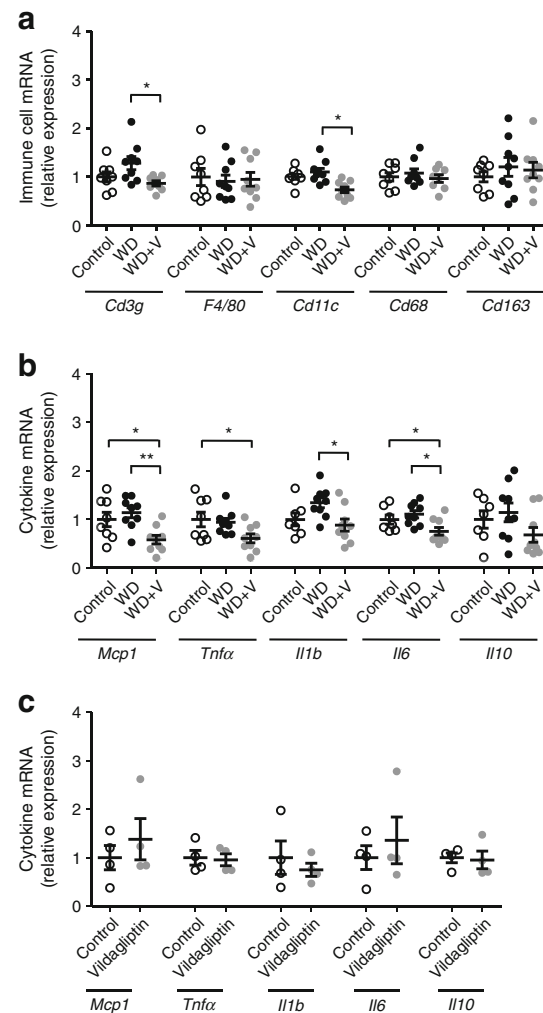 a
Immune cell mRNA
(relative expression)
4
3
2
1
0
*
*
Control
WD
WD+V
Control
WD
WD+V
Control
WD
WD+V
Control
WD
WD+V
Control
WD
WD+V
Cd3g
F4/80
Cd11c
Cd68
Cd163
b
Cytokine mRNA
(relative expression)
4
3
2
1
0
*
**
*
*
*
*
Control
WD
WD+V
Control
WD
WD+V
Control
WD
WD+V
Control
WD
WD+V
Control
WD
WD+V
Mcp1
Tnfα
Il1b
Il6
Il10
c
Cytokine mRNA
(relative expression)
4
3
2
1
0
Control
Vildagliptin
Control
Vildagliptin
Control
Vildagliptin
Control
Vildagliptin
Control
Vildagliptin
Mcp1
Tnfα
Il1b
Il6
Il10